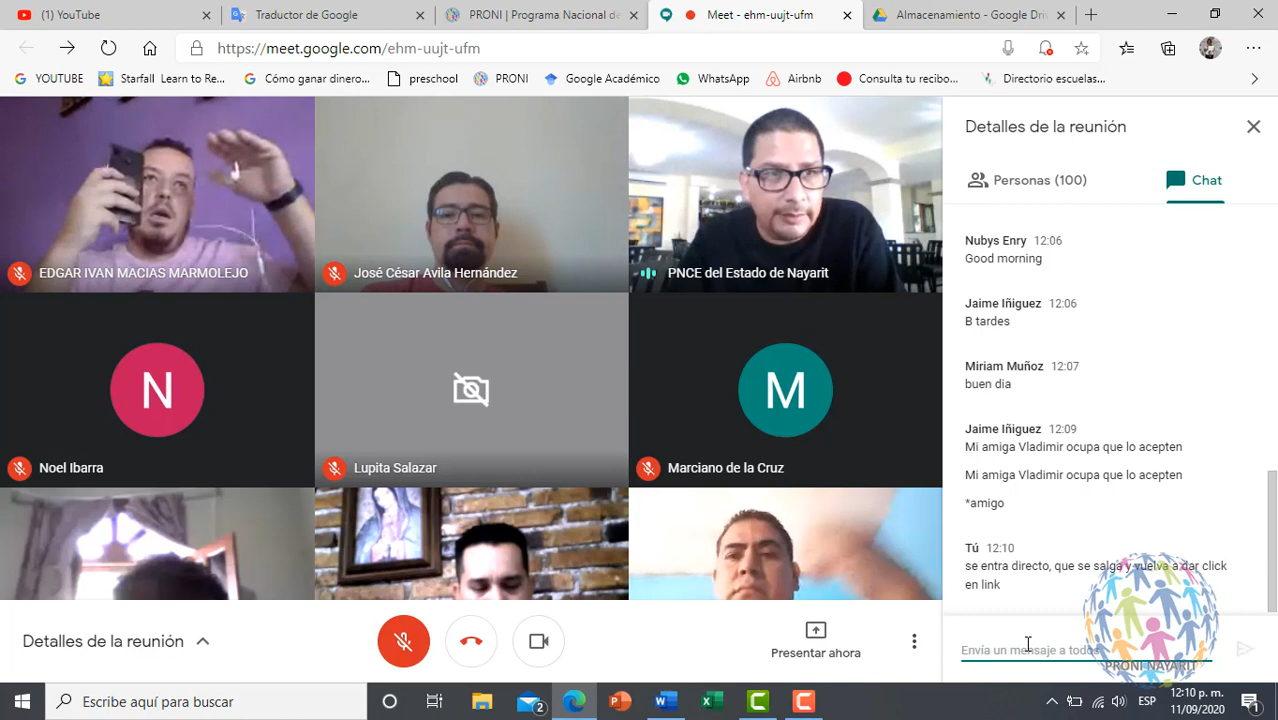 (1) YouTube
Traductor de Google
PRONI | Programa Nacional de
Meet - ehm-uujt-ufm
Almacenamiento - Google Dri
https://meet.google.com/ehm-uujt-ufm
YOUTUBE
Starfall Learn to Re...
Cómo ganar dinero...
preschool
PRONI
Google Académico
WhatsApp
Airbnb
Consulta tu recibo...
Directorio escuelas...
EDGAR IVAN MACIAS MARMOLEJO
José César Avila Hernández
PNCE del Estado de Nayarit
N
Noel Ibarra
Lupita Salazar
M
Marciano de la Cruz
Detalles de la reunión
Presentar ahora
Detalles de la reunión
Personas (100)
Chat
Nubys Enry 12:06
Good morning
Jaime Iñiguez 12:06
B tardes
Miriam Muñoz 12:07
buen dia
Jaime Iñiguez 12:09
Mi amiga Vladimir ocupa que lo acepten
Mi amiga Vladimir ocupa que lo acepten
*amigo
Tú 12:10
se entra directo, que se salga y vuelva a dar click
en link
Envía un mensaje a todos
PRONI NAYARIT
Escribe aquí para buscar
2
ESP
12:10 p. m.
11/09/2020
1